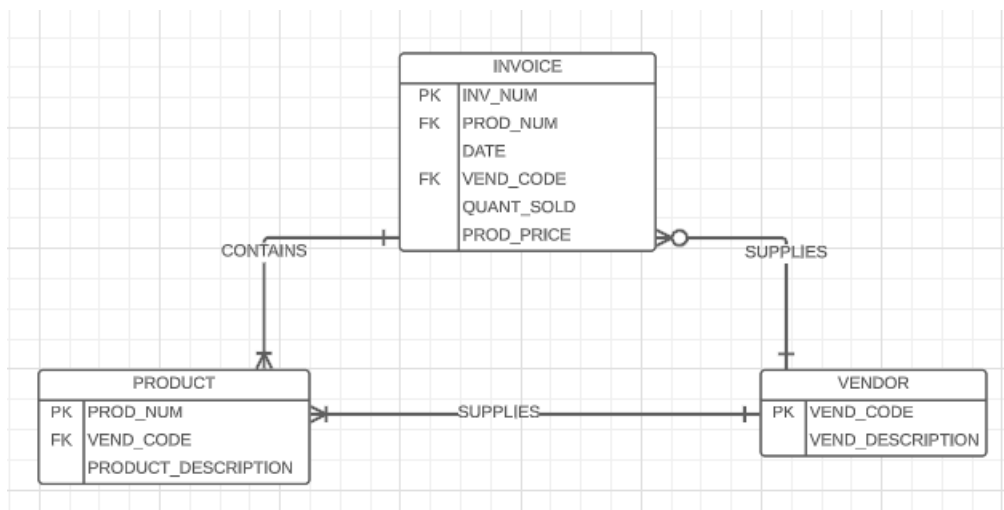 INVOICE
PK INV_NUM
FK PROD_NUM
DATE
FK VEND_CODE
QUANT_SOLD
PROD_PRICE
CONTAINS
SUPPLIES
PRODUCT
PK PROD_NUM
FK VEND_CODE
PRODUCT_DESCRIPTION
SUPPLIES
VENDOR
PK VEND_CODE
VEND_DESCRIPTION